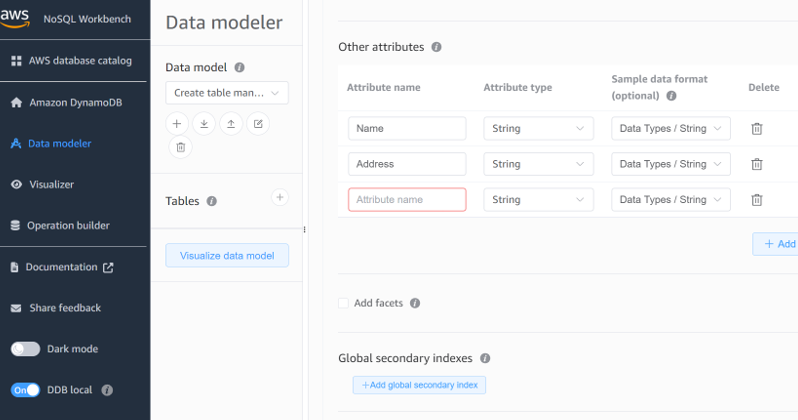 aws
NoSQL Workbench
AWS database catalog
Amazon DynamoDB
Data modeler
Visualizer
Operation builder
Documentation
Share feedback
Dark mode
On
DDB local
Data modeler
Data model
Create table man...
Tables
Visualize data model
Other attributes
Attribute name
Attribute type
Sample data format
(optional)
Delete
Name
String
Data Types / String
Address
String
Data Types / String
Attribute name
String
Data Types / String
+ Add
Add facets
Global secondary indexes
+Add global secondary index